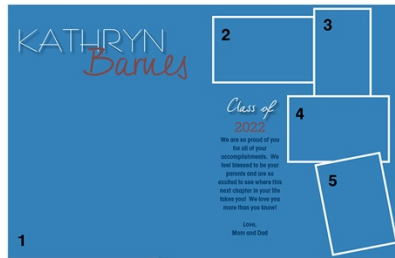 KATHRYN
Barnes
1
2
3
4
5
Class of
2022
We are so proud of you
for all of your
accomplishments. We
feel blessed to be your
parents and are so
excited to see where this
next chapter in your life
takes you! We love you
more than you know!
Love,
Mom and Dad